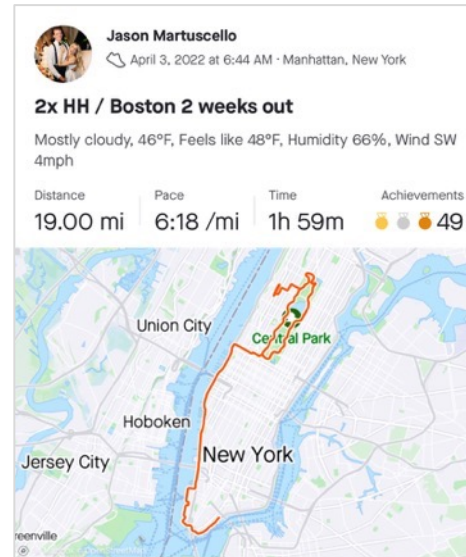 Jason Martuscello
April 3, 2022 at 6:44 AM · Manhattan, New York
2x HH / Boston 2 weeks out
Mostly cloudy, 46°F, Feels like 48°F, Humidity 66%, Wind SW
4mph
Distance
Pace
Time
Achievements
19.00 mi
6:18 /mi
1h 59m
49
Union City
Central Park
Hoboken
New York
Jersey City
reenville